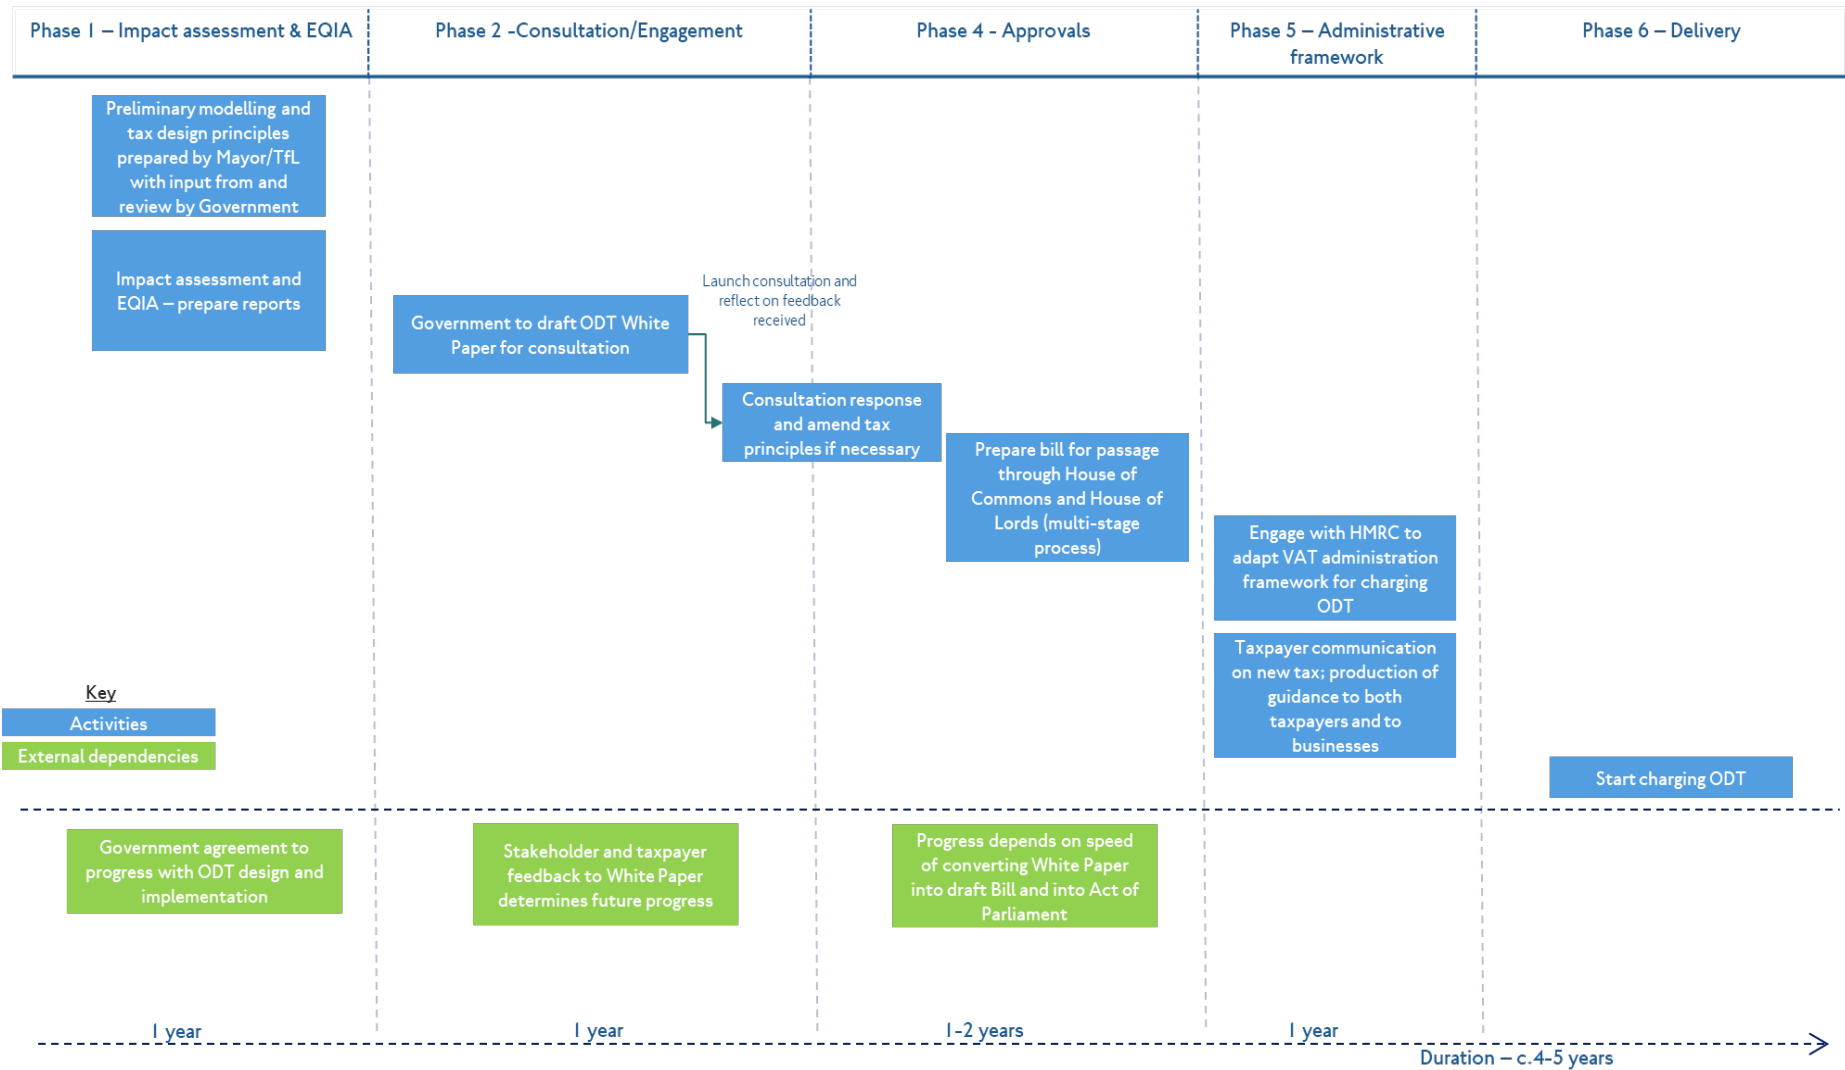 Phase 1 – Impact assessment & EQIA
Phase 2 -Consultation/Engagement
Phase 4 - Approvals
Phase 5 – Administrative
framework
Phase 6 – Delivery
Preliminary modelling and
tax design principles
prepared by Mayor/TfL
with input from and
review by Government
Impact assessment and
EQIA – prepare reports
Government to draft ODT White
Paper for consultation
Launch consultation and
reflect on feedback
received
Consultation response
and amend tax
principles if necessary
Prepare bill for passage
through House of
Commons and House of
Lords (multi-stage
process)
Engage with HMRC to
adapt VAT administration
framework for charging
ODT
Taxpayer communication
on new tax; production of
guidance to both
taxpayers and to
businesses
Start charging ODT
Key
Activities
External dependencies
Government agreement to
progress with ODT design and
implementation
Stakeholder and taxpayer
feedback to White Paper
determines future progress
Progress depends on speed
of converting White Paper
into draft Bill and into Act of
Parliament
1 year
1 year
1-2 years
1 year
Duration – c.4-5 years